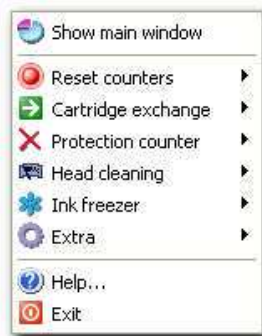 Show main window
Reset counters
Cartridge exchange
Protection counter
Head cleaning
Ink freezer
Extra
Help...
Exit